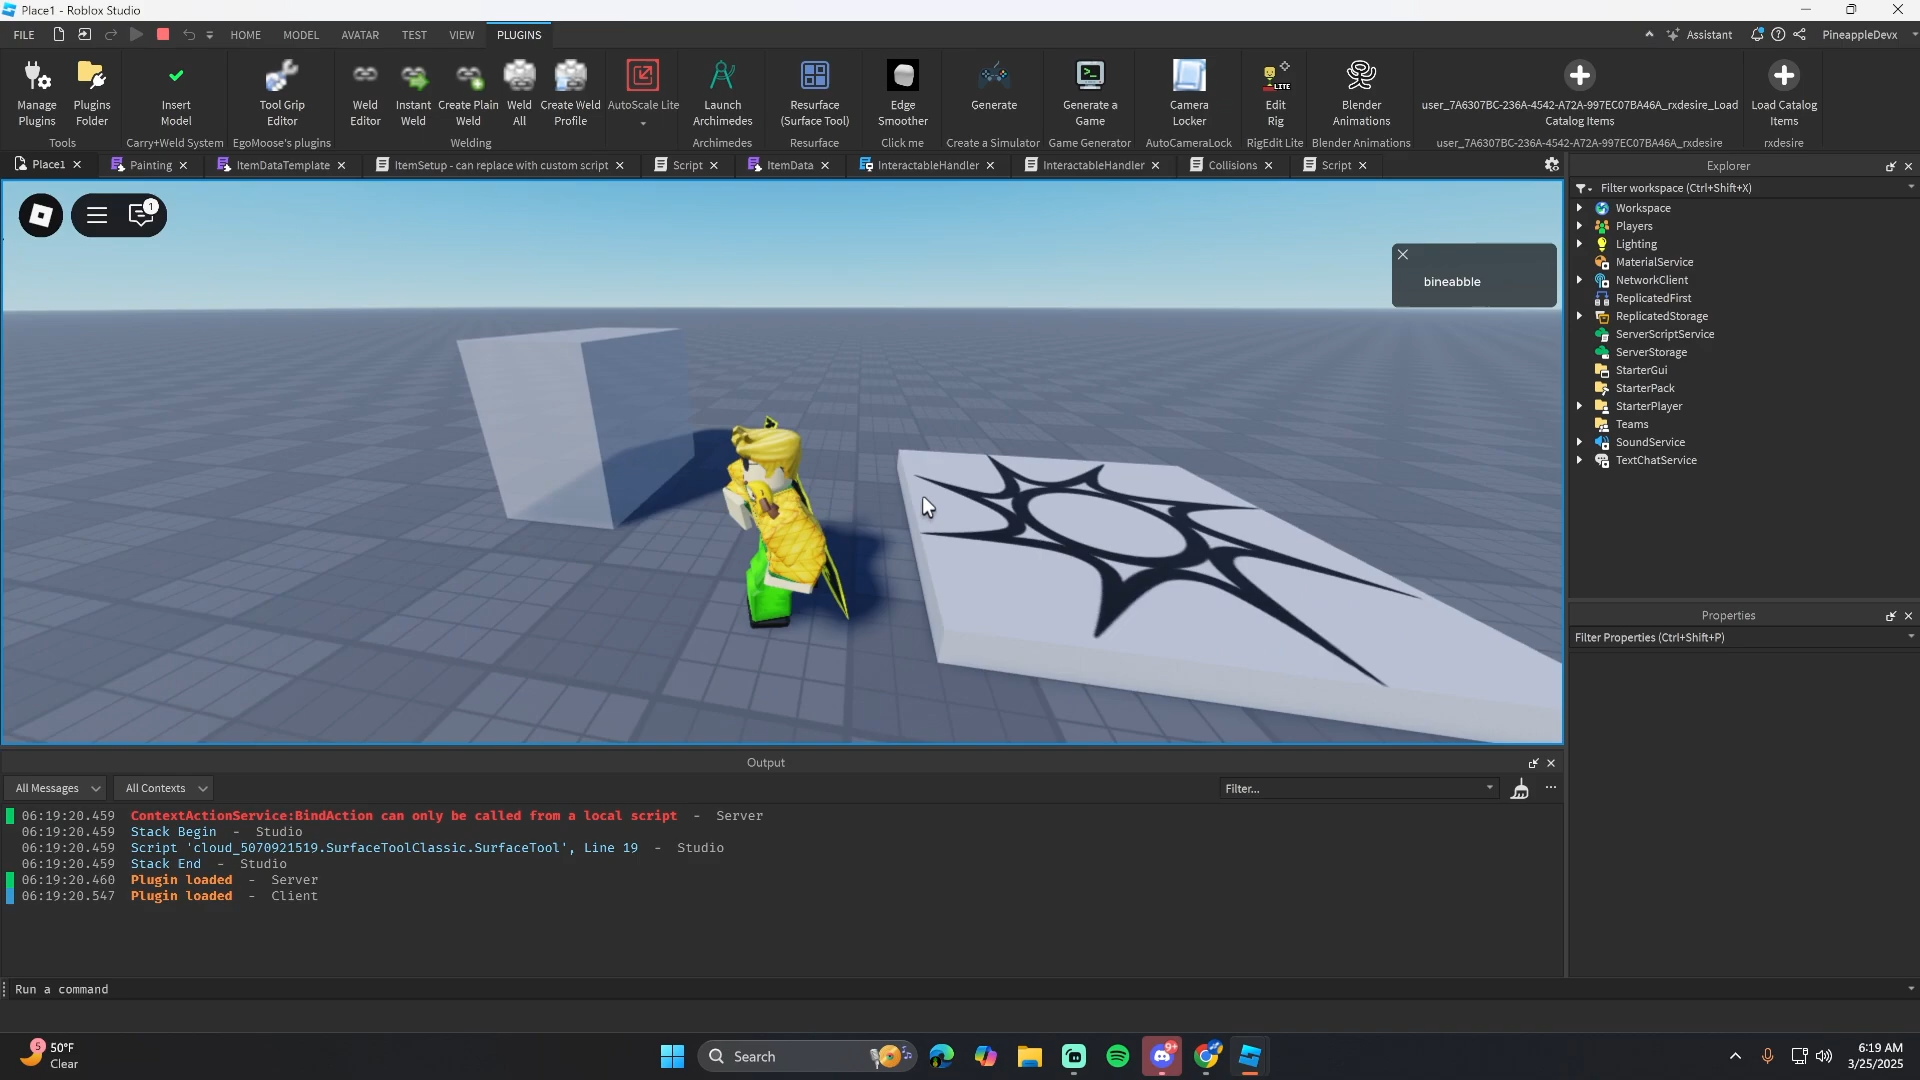 Place1 - Roblox Studio
FILE HOME MODEL AVATAR TEST VIEW PLUGINS Assistant PineappleDevx
Manage Plugins
Plugins Folder
Insert Model
Tool Grip Editor
Weld Editor
Instant Weld
Create Plain Weld
Weld All
Create Weld Profile
AutoScale Lite
Launch Archimedes
Resurface (Surface Tool)
Edge Smoother
Generate
Generate a Game
Camera Locker
LITE
Edit Rig
Blender Animations
user_7A6307BC-236A-4542-A72A-997EC07BA46A_rxdesire_Load Catalog Items
Load Catalog Items
Tools Carry+Weld System EgoMoose's plugins Welding Archimedes Resurface Click me Create a Simulator Game Generator AutoCameraLock RigEdit Lite Blender Animations user_7A6307BC-236A-4542-A72A-997EC07BA46A_rxdesire rxdesire
Place1 Painting ItemDataTemplate ItemSetup - can replace with custom script Script ItemData InteractableHandler InteractableHandler Collisions Script
1
bineabble
Explorer
Filter workspace (Ctrl+Shift+X)
Workspace
Players
Lighting
MaterialService
NetworkClient
ReplicatedFirst
ReplicatedStorage
ServerScriptService
ServerStorage
StarterGui
StarterPack
StarterPlayer
Teams
SoundService
TextChatService
Properties
Filter Properties (Ctrl+Shift+P)
Output
All Messages All Contexts Filter...
06:19:20.459 ContextActionService:BindAction can only be called from a local script - Server
06:19:20.459 Stack Begin - Studio
06:19:20.459 Script 'cloud_5070921519.SurfaceToolClassic.SurfaceTool', Line 19 - Studio
06:19:20.459 Stack End - Studio
06:19:20.460 Plugin loaded - Server
06:19:20.547 Plugin loaded - Client
Run a command
5
50°F
Clear
Search
9+
6:19 AM
3/25/2025